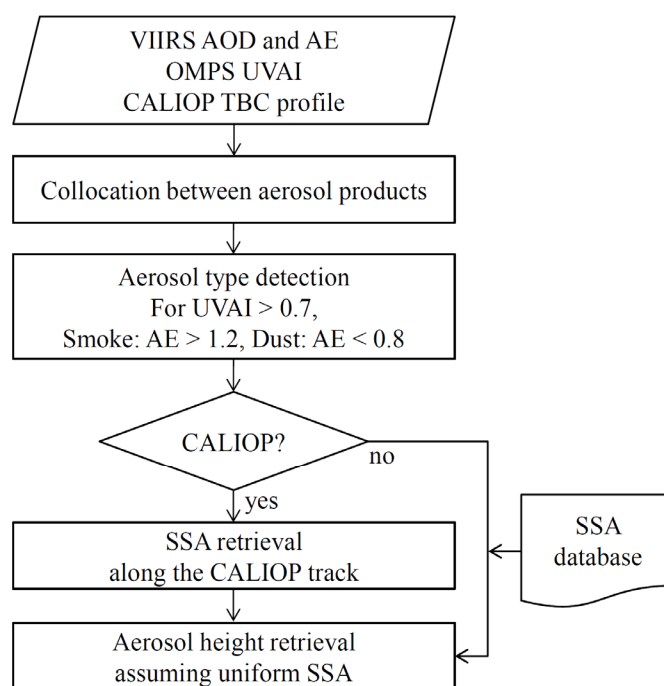 VIIRS AOD and AE
OMPS UVAI
CALIOP TBC profile
Collocation between aerosol products
Aerosol type detection
For UVAI > 0.7,
Smoke: AE > 1.2, Dust: AE < 0.8
CALIOP?
no
yes
SSA retrieval
along the CALIOP track
SSA
database
Aerosol height retrieval
assuming uniform SSA